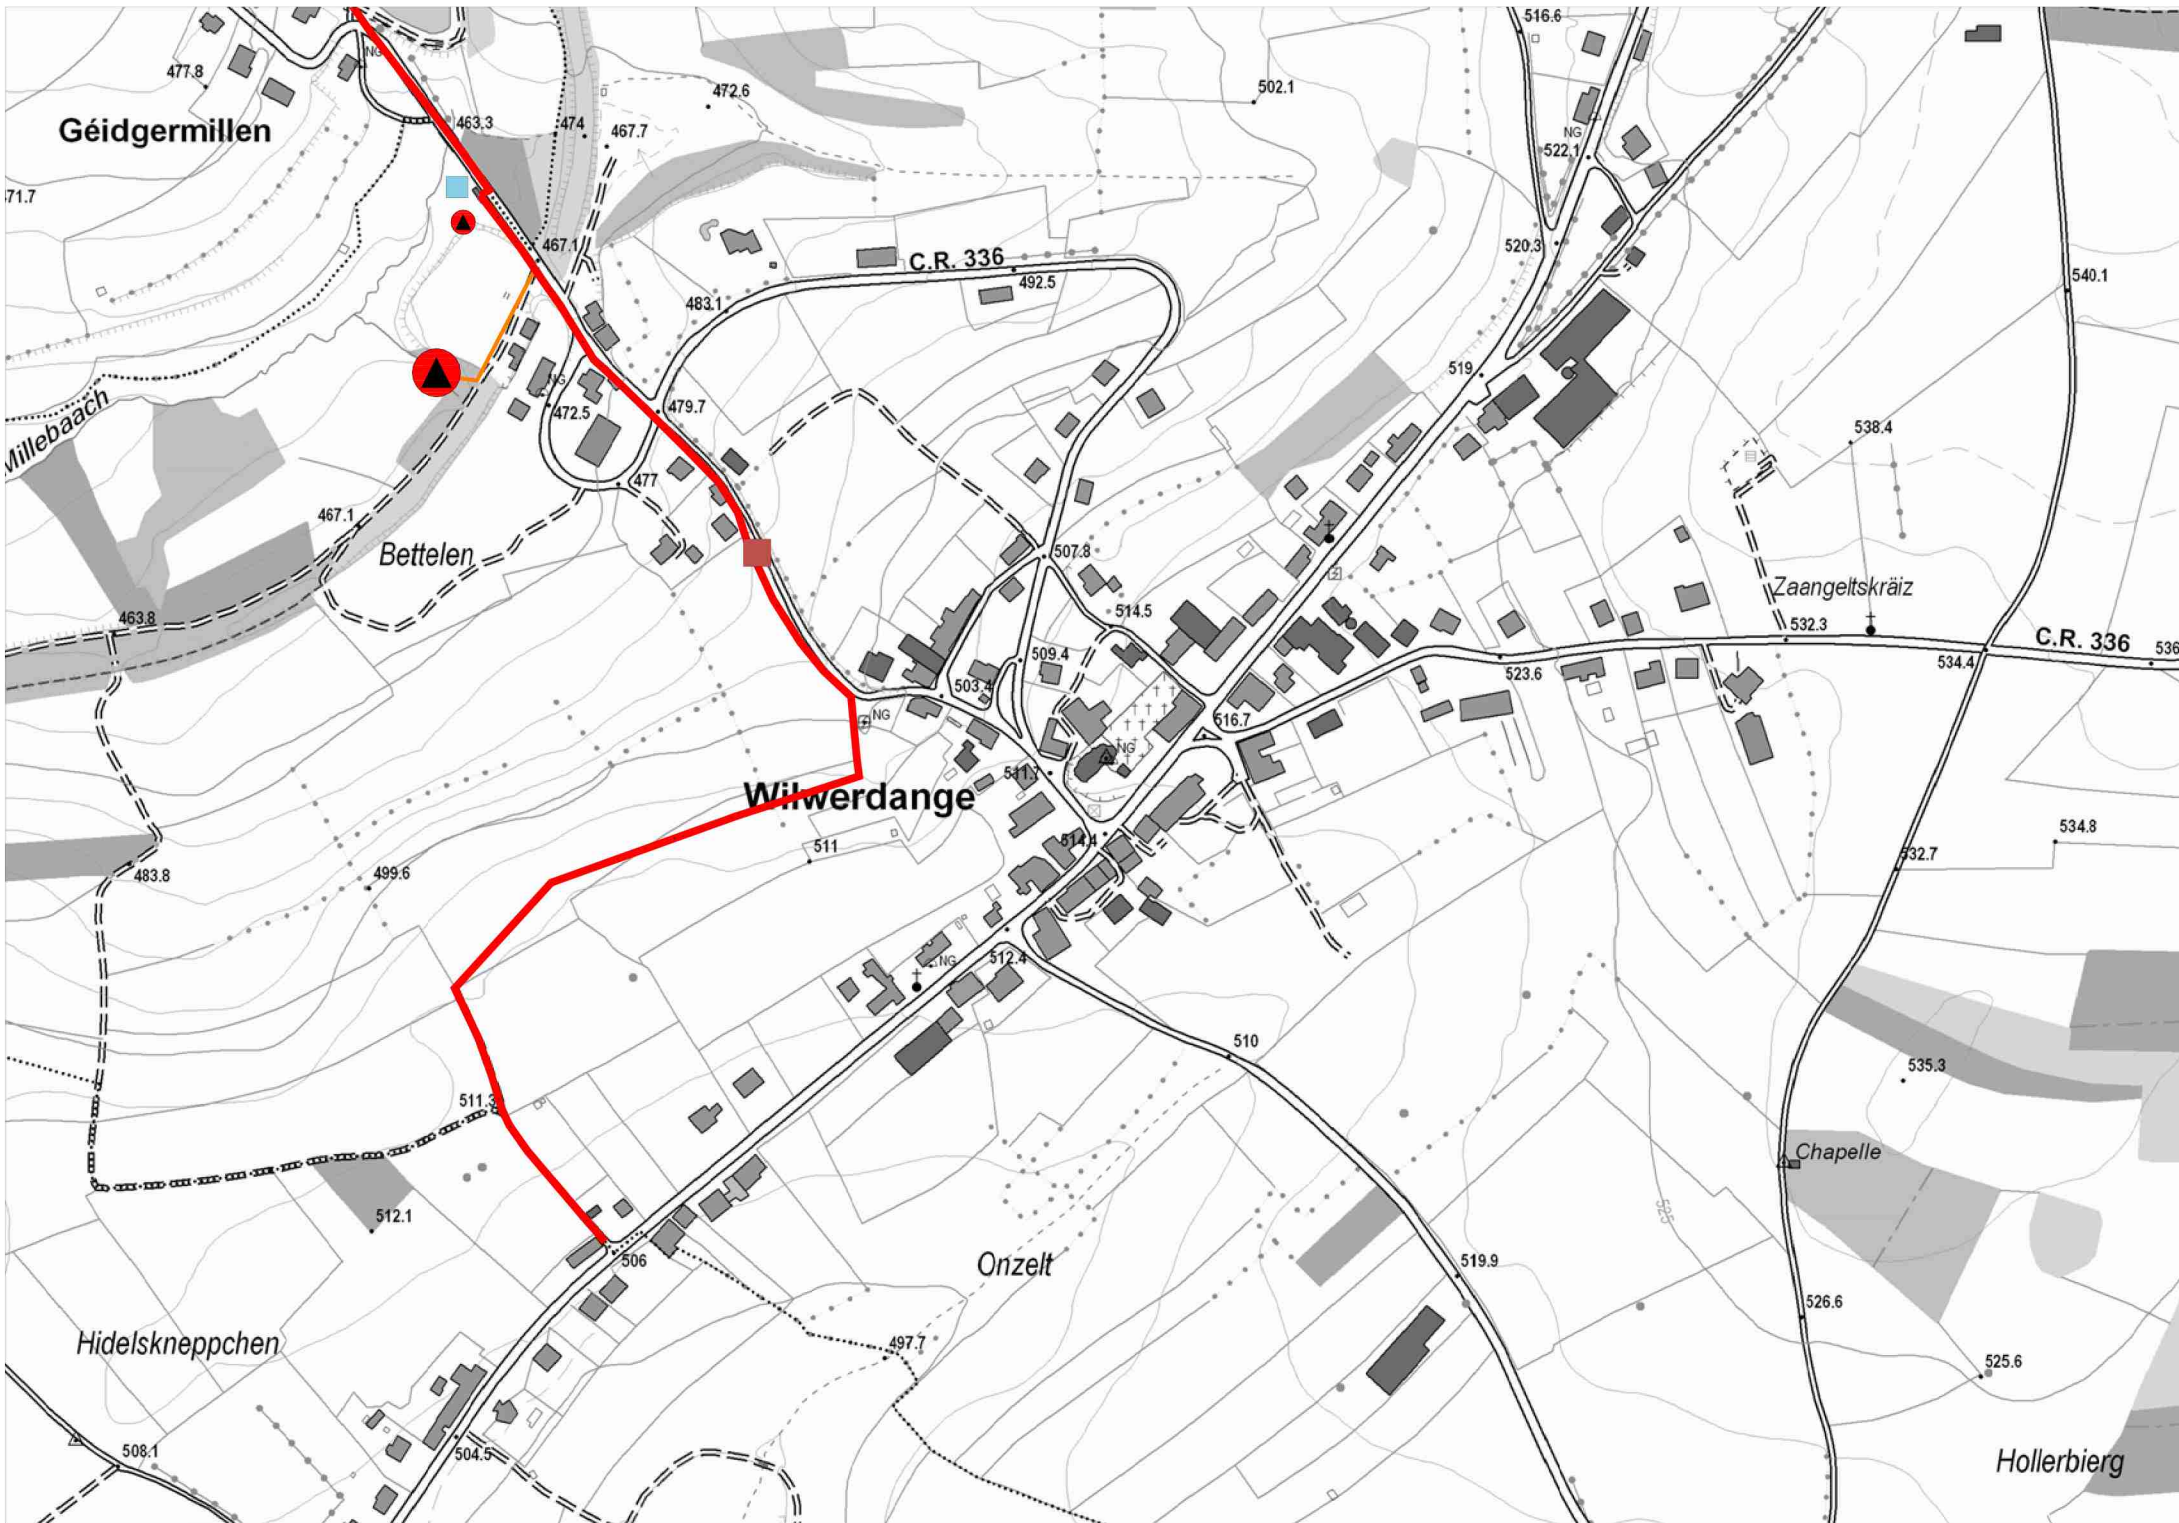 516.6
NG
477.8
472.6
502.1
Géidgermillen
463.3
474
467.7
NG
522.1
71.7
467.1
520.3
C.R. 336
492.5
540.1
483.1
519
NG
472.5
479.7
Millebaach
538.4
477
467.1
Bettelen
507.8
Zaangeltskräiz
463.8
514.5
532.3
C.R. 336
509.4
523.6
534.4
536
503.4
NG
516.7
NG
511.7
Wilwerdange
534.8
514.4
511
532.7
483.8
499.6
NG
512.4
510
535.3
511.3
Chapelle
512.1
525
506
Onzelt
519.9
526.6
Hidelskneppchen
497.7
525.6
508.1
504.5
Hollerbierg